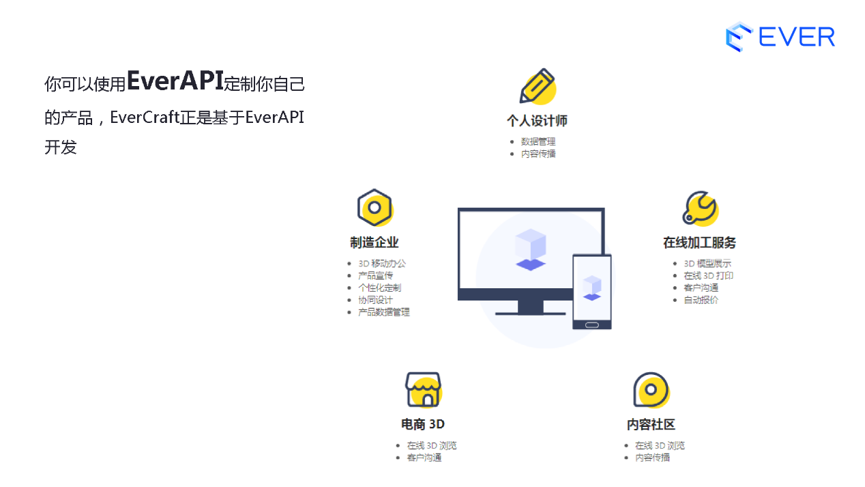 EVER
你可以使用EverAPI定制你自己
的产品，EverCraft正是基于EverAPI
开发
个人设计师
数据管理
内容传播
制造企业
3D 移动办公
产品宣传
个性化定制
协同设计
产品数据管理
在线加工服务
3D 模型展示
在线 3D 打印
客户沟通
自动报价
电商 3D
在线 3D 浏览
客户沟通
内容社区
在线 3D 浏览
内容传播